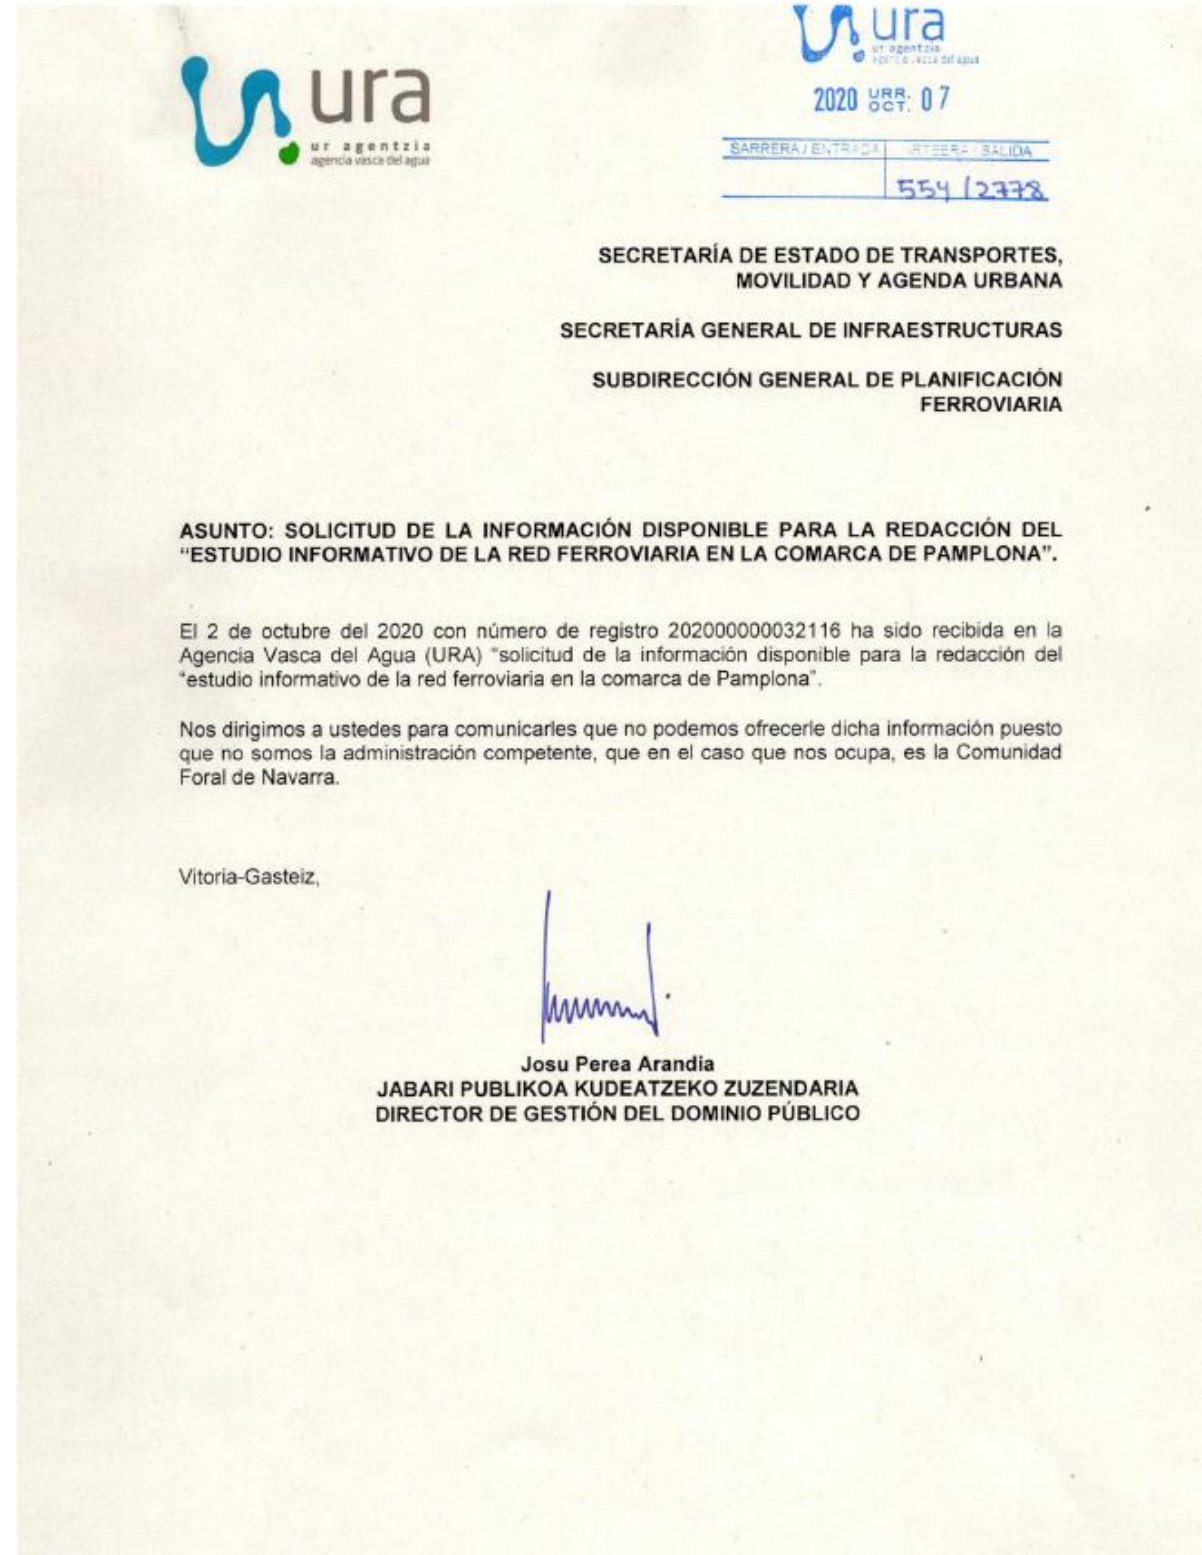 ura
ur agentzia
agencia vasca del agua
ura
ur agentzia
agencia vasca del agua
2020 URR. OCT. 07
SARRERA / ENTRADA IRTEERA / SALIDA
554 / 2778
SECRETARÍA DE ESTADO DE TRANSPORTES,
MOVILIDAD Y AGENDA URBANA
SECRETARÍA GENERAL DE INFRAESTRUCTURAS
SUBDIRECCIÓN GENERAL DE PLANIFICACIÓN
FERROVIARIA
ASUNTO: SOLICITUD DE LA INFORMACIÓN DISPONIBLE PARA LA REDACCIÓN DEL
“ESTUDIO INFORMATIVO DE LA RED FERROVIARIA EN LA COMARCA DE PAMPLONA”.
El 2 de octubre del 2020 con número de registro 202000000032116 ha sido recibida en la
Agencia Vasca del Agua (URA) “solicitud de la información disponible para la redacción del
“estudio informativo de la red ferroviaria en la comarca de Pamplona”.
Nos dirigimos a ustedes para comunicarles que no podemos ofrecerle dicha información puesto
que no somos la administración competente, que en el caso que nos ocupa, es la Comunidad
Foral de Navarra.
Vitoria-Gasteiz,
Josu Perea Arandia
JABARI PUBLIKOA KUDEATZEKO ZUZENDARIA
DIRECTOR DE GESTIÓN DEL DOMINIO PÚBLICO